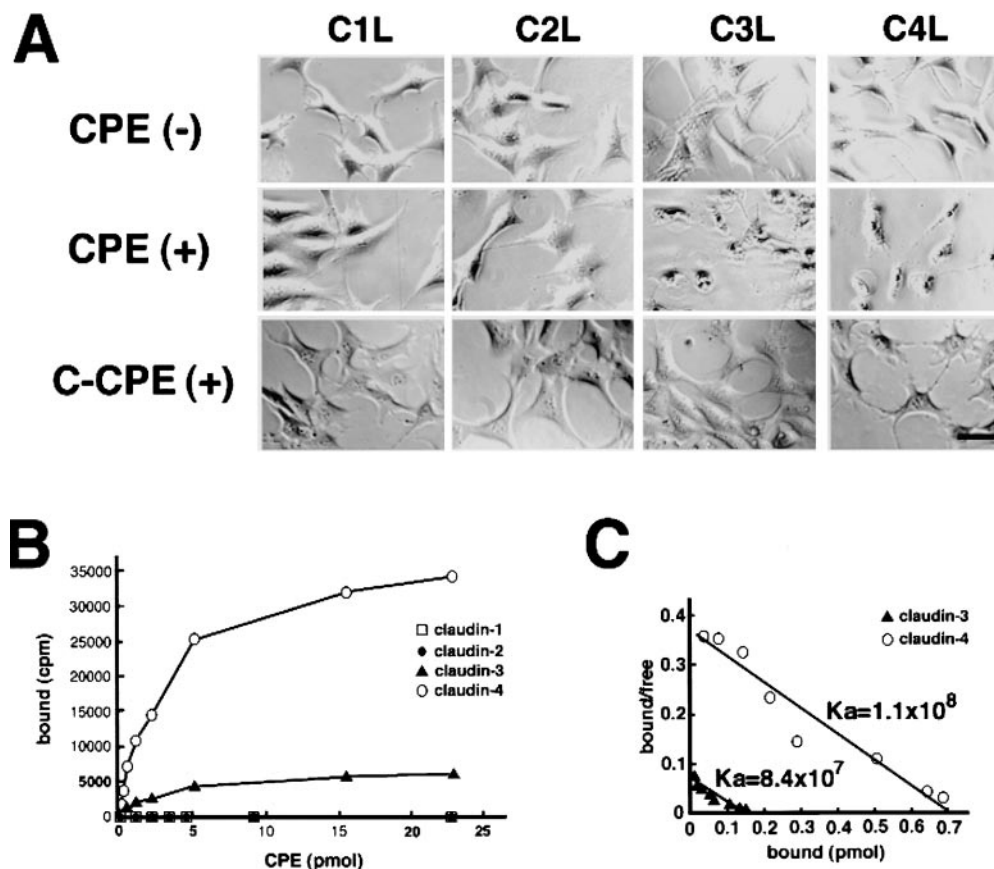 A
C1L C2L C3L C4L
CPE (-)
CPE (+)
C-CPE (+)
B
35000
30000
25000
20000
15000
10000
5000
0
bound (cpm)
0 5 10 15 20 25
CPE (pmol)
claudin-1
claudin-2
claudin-3
claudin-4
C
0.4
0.3
0.2
0.1
0
bound/free
0 0.1 0.2 0.3 0.4 0.5 0.6 0.7
bound (pmol)
claudin-3
claudin-4
Ka=1.1x10⁸
Ka=8.4x10⁷